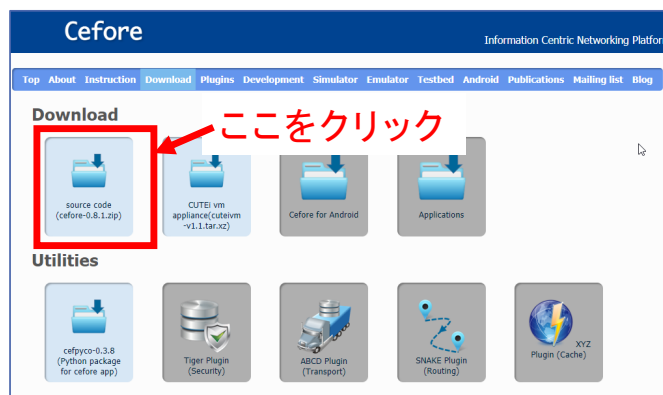 Cefore
Information Centric Networking Platfor
Top About Instruction Download Plugins Development Simulator Emulator Testbed Android Publications Mailing list Blog
Download
ここをクリック
source code
(cefore-0.8.1.zip)
CUTEi vm
appliance(cuteivm
-v1.1.tar.xz)
Cefore for Android
Applications
Utilities
cefpyco-0.3.8
(Python package
for cefore app)
Tiger Plugin
(Security)
ABCD Plugin
(Transport)
SNAKE Plugin
(Routing)
XYZ
Plugin (Cache)